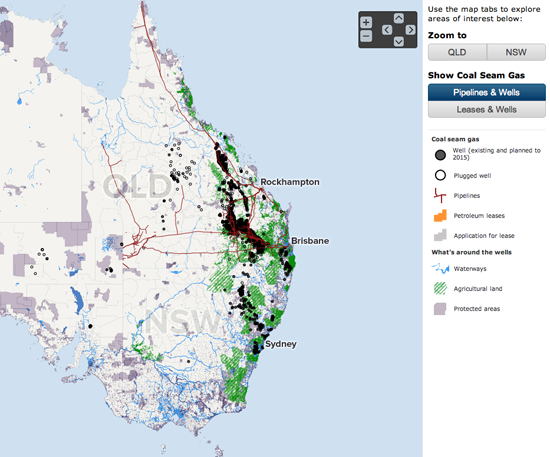 Use the map tabs to explore
areas of interest below:
Zoom to
QLD
NSW
Show Coal Seam Gas
Pipelines & Wells
Leases & Wells
Coal seam gas
Well (existing and planned to
2015)
Plugged well
Pipelines
Petroleum leases
Application for lease
What's around the wells
Waterways
Agricultural land
Protected areas
QLD
Rockhampton
Brisbane
NSW
Sydney